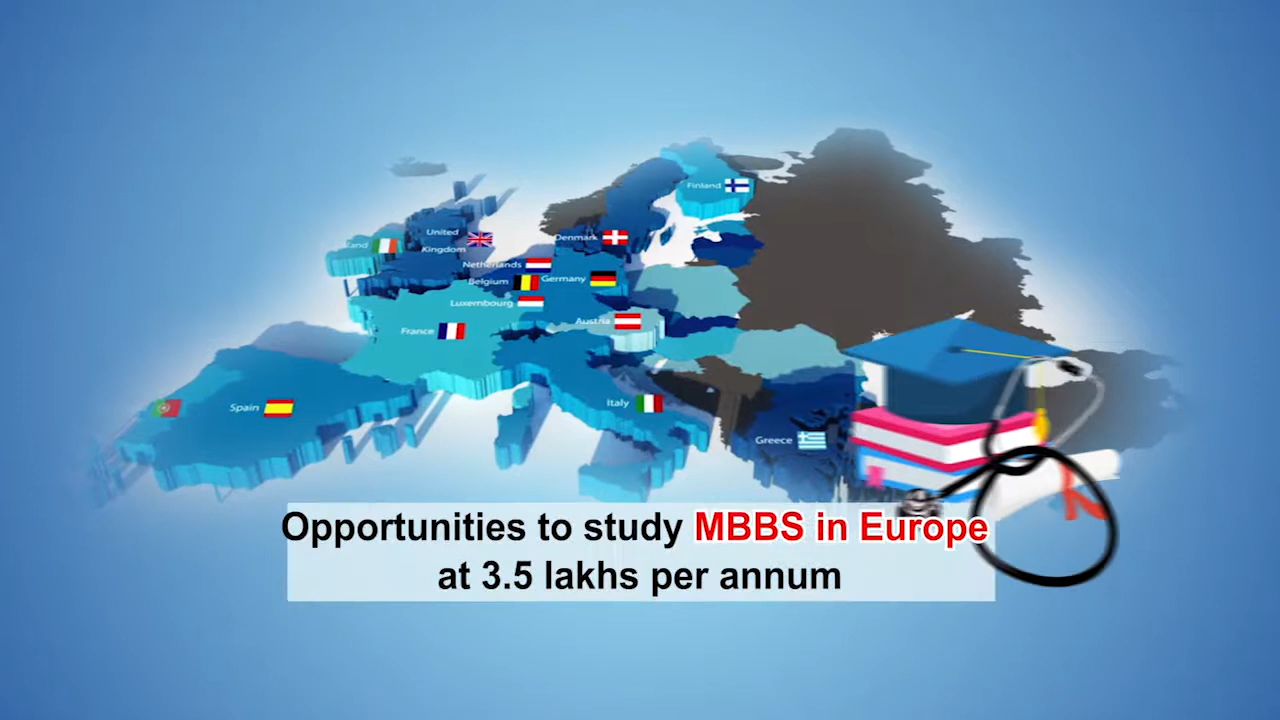 Finland
United
Kingdom
Denmark
Netherlands
Belgium
Germany
Luxembourg
Austria
France
Italy
Spain
Greece
Opportunities to study MBBS in Europe
at 3.5 lakhs per annum